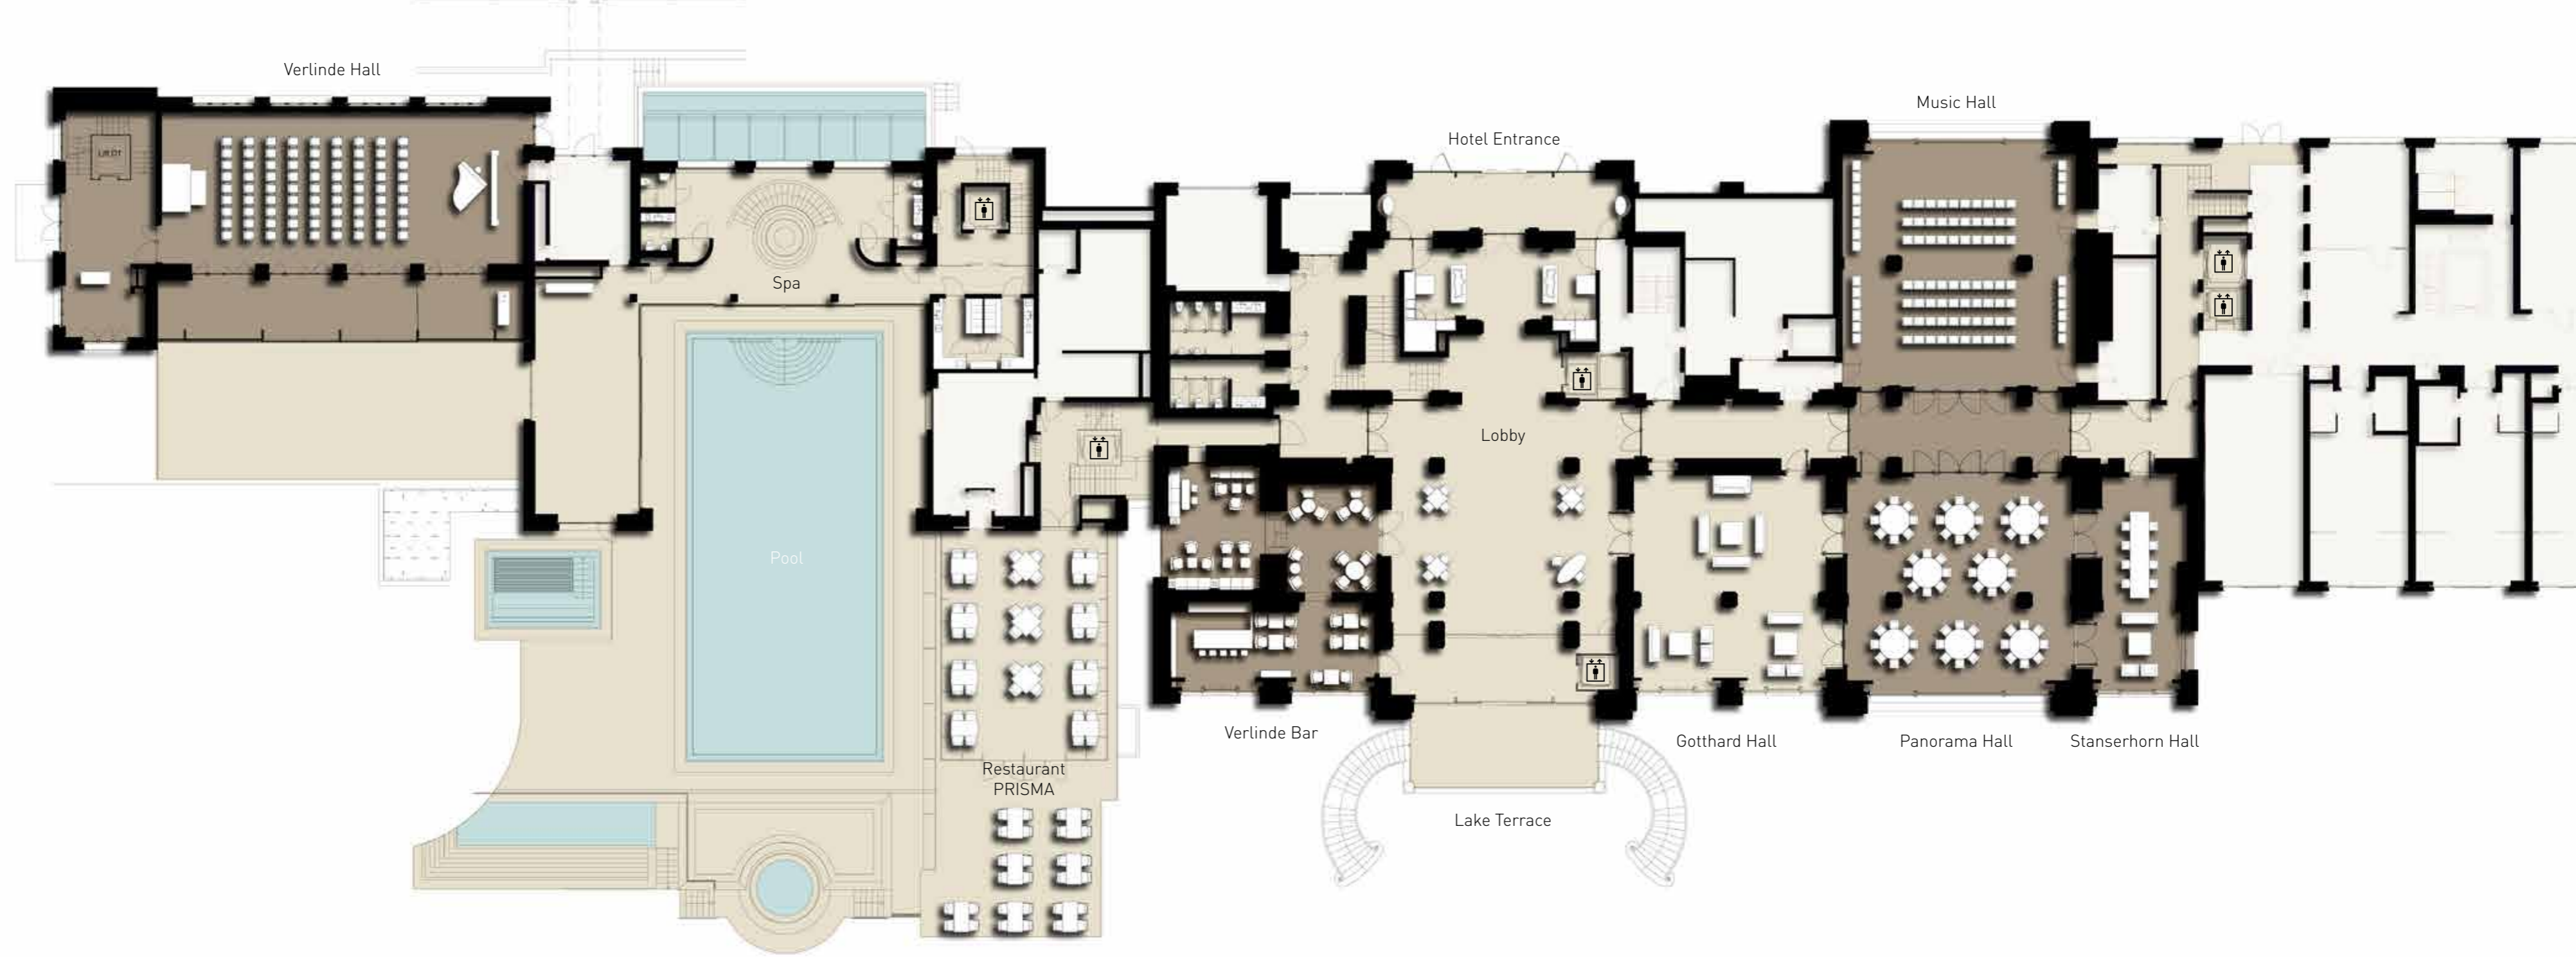 Verlinde Hall
Music Hall
Hotel Entrance
Spa
Lobby
Pool
Verlinde Bar
Gotthard Hall
Panorama Hall
Stanserhorn Hall
Restaurant
PRISMA
Lake Terrace